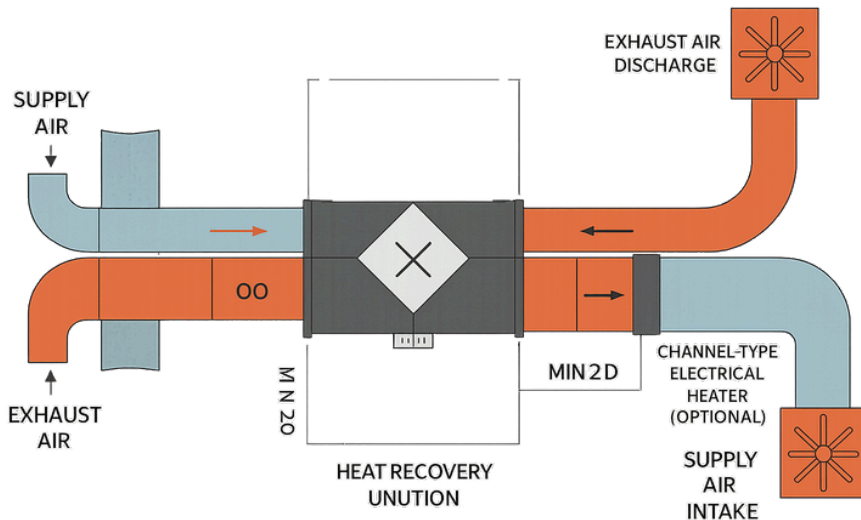 EXHAUST AIR
DISCHARGE
SUPPLY
AIR
OO
MIN 2 D
M N 20
CHANNEL-TYPE
ELECTRICAL
HEATER
(OPTIONAL)
EXHAUST
AIR
HEAT RECOVERY
UNUTION
SUPPLY
AIR
INTAKE